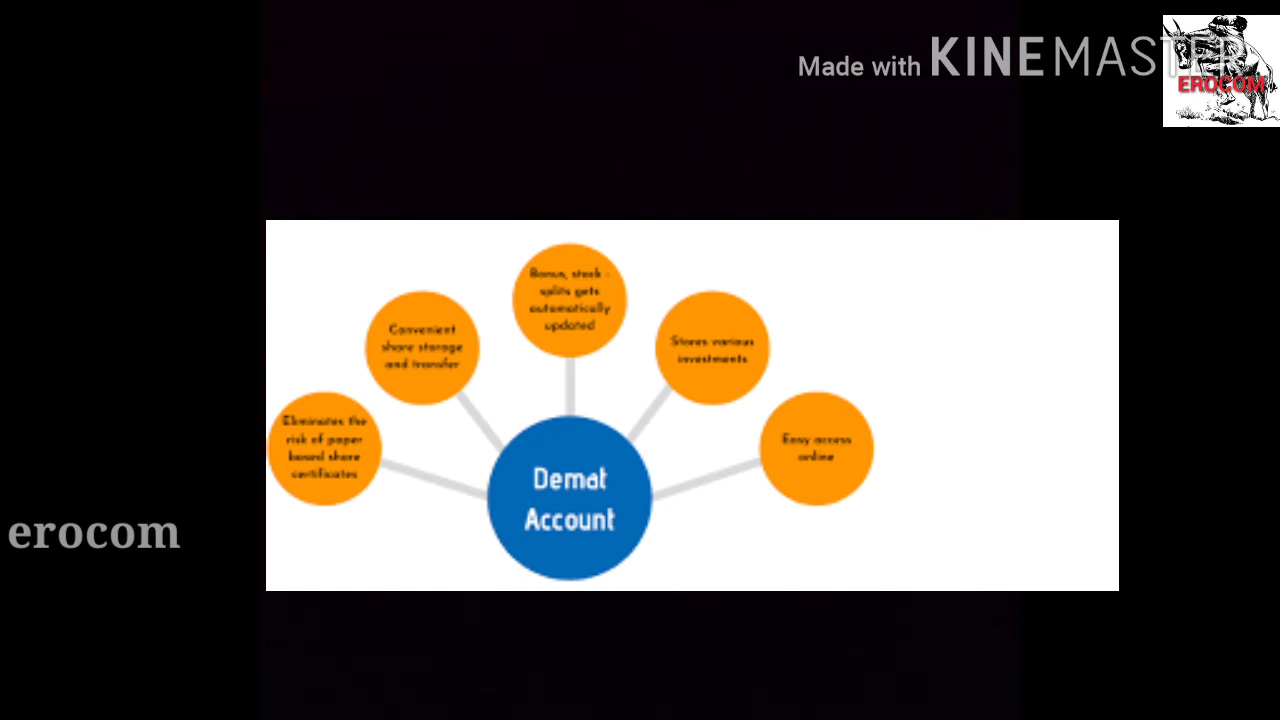 Made with KINEMASTER
EROCOM
Bonus, stock -
splits gets
automatically
updated
Convenient
share storage
and transfer
Stores various
investments
Eliminates the
risk of paper
based share
certificates
Easy access
online
Demat
Account
erocom